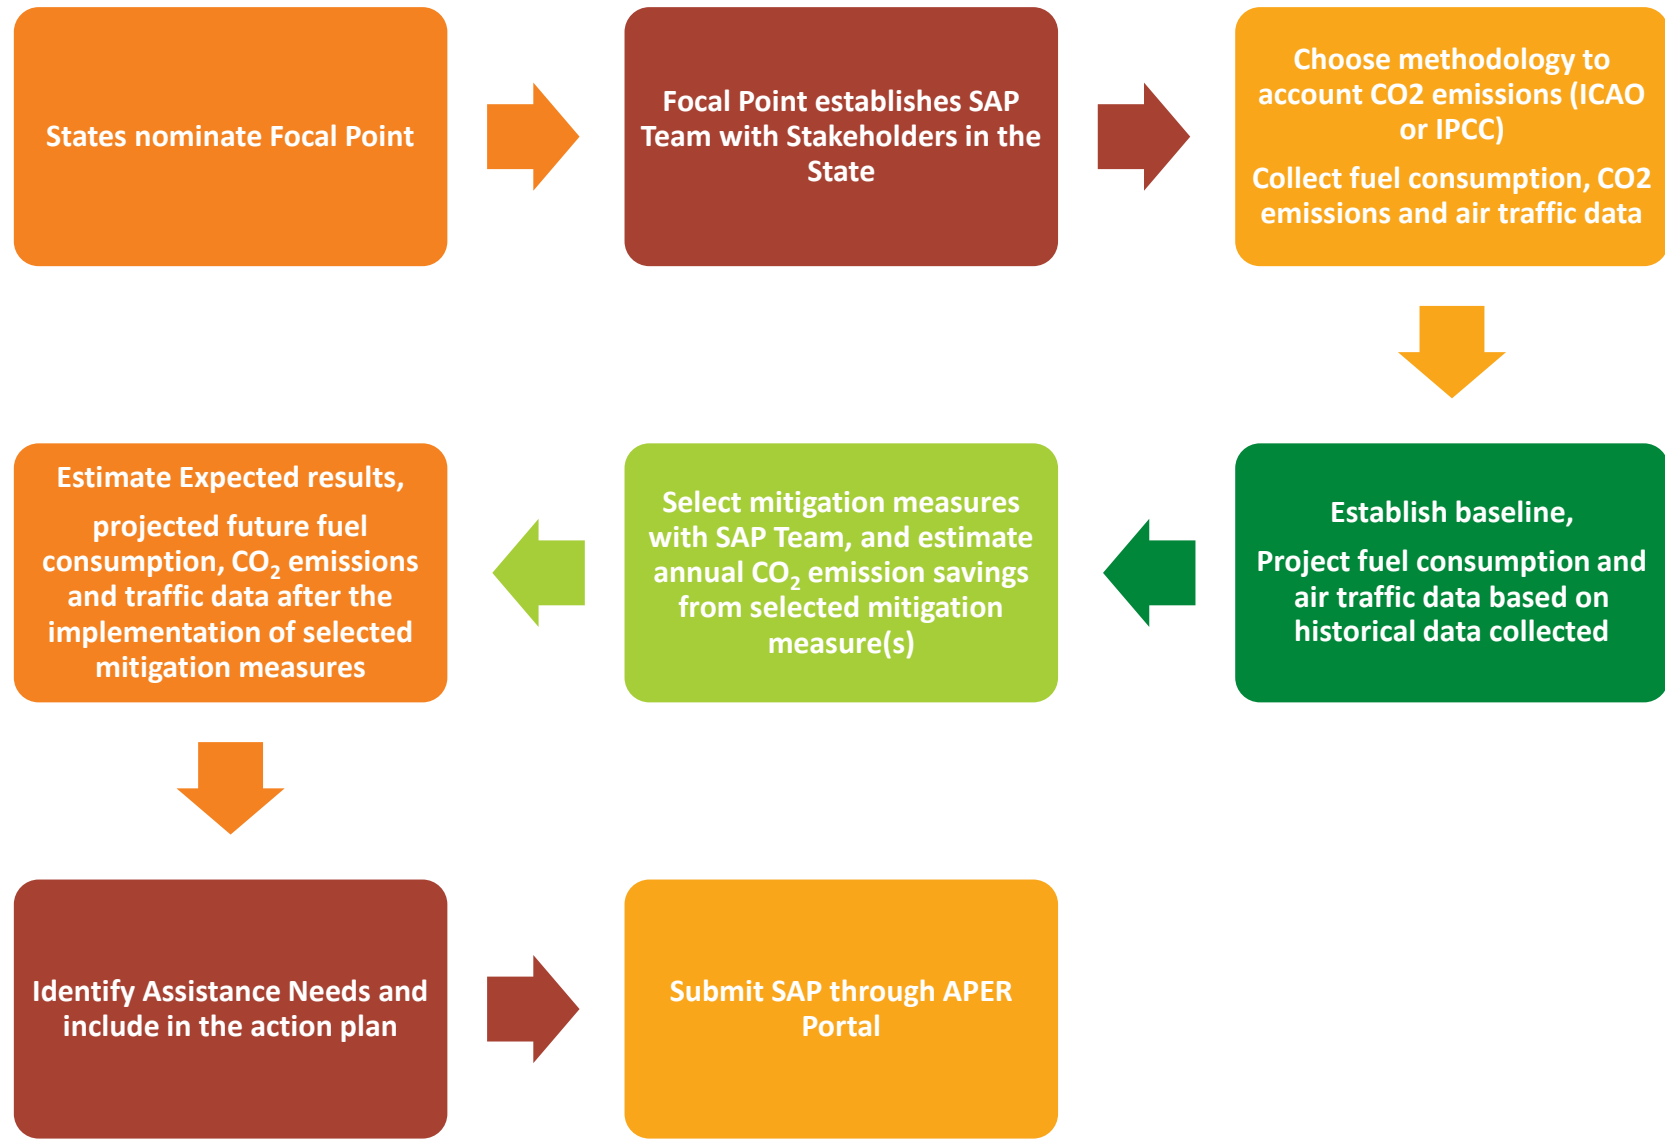 States nominate Focal Point
Focal Point establishes SAP
Team with Stakeholders in the
State
Choose methodology to
account CO2 emissions (ICAO
or IPCC)
Collect fuel consumption, CO2
emissions and air traffic data
Establish baseline,
Project fuel consumption and
air traffic data based on
historical data collected
Select mitigation measures
with SAP Team, and estimate
annual CO₂ emission savings
from selected mitigation
measure(s)
Estimate Expected results,
projected future fuel
consumption, CO₂ emissions
and traffic data after the
implementation of selected
mitigation measures
Identify Assistance Needs and
include in the action plan
Submit SAP through APER
Portal